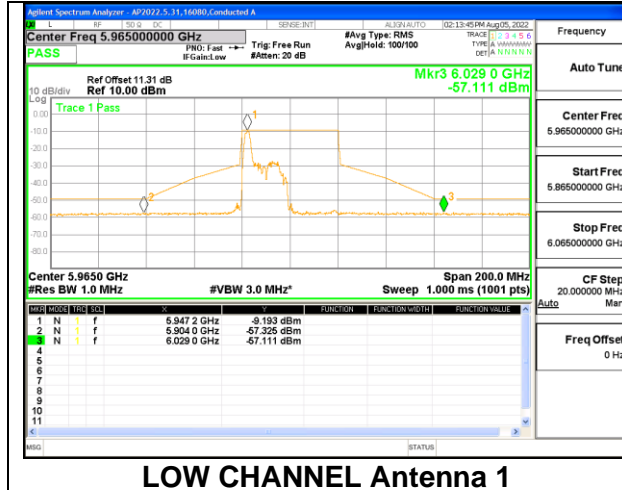 Agilent Spectrum Analyzer - AP2022.5.31,16080,Conducted A
L RF 50 Ω DC SENSE:INT ALIGNAUTO 02:13:45 PM Aug 05, 2022
Center Freq 5.965000000 GHz
#Avg Type: RMS
TRACE 1 2 3 4 5 6
PASS
PNO: Fast
Trig: Free Run
Avg|Hold: 100/100
TYPE A WWWWW
IFGain:Low
#Atten: 20 dB
DET A N N N N N
Frequency
Auto Tune
Center Freq
5.965000000 GHz
Start Freq
5.865000000 GHz
Stop Freq
6.065000000 GHz
CF Step
20.000000 MHz
Auto Man
Freq Offset
0 Hz
Ref Offset 11.31 dB
Mkr3 6.029 0 GHz
10 dB/div Ref 10.00 dBm
-57.111 dBm
Log
Trace 1 Pass
0.00
-10.0
-20.0
-30.0
-40.0
-50.0
-60.0
-70.0
-80.0
1
2
3
Center 5.9650 GHz
Span 200.0 MHz
#Res BW 1.0 MHz
#VBW 3.0 MHz*
Sweep 1.000 ms (1001 pts)
MKR MODE TRC SCL X Y FUNCTION FUNCTION WIDTH FUNCTION VALUE
1 N 1 f 5.947 2 GHz -9.193 dBm
2 N 1 f 5.904 0 GHz -57.325 dBm
3 N 1 f 6.029 0 GHz -57.111 dBm
4
5
6
7
8
9
10
11
MSG
STATUS
LOW CHANNEL Antenna 1